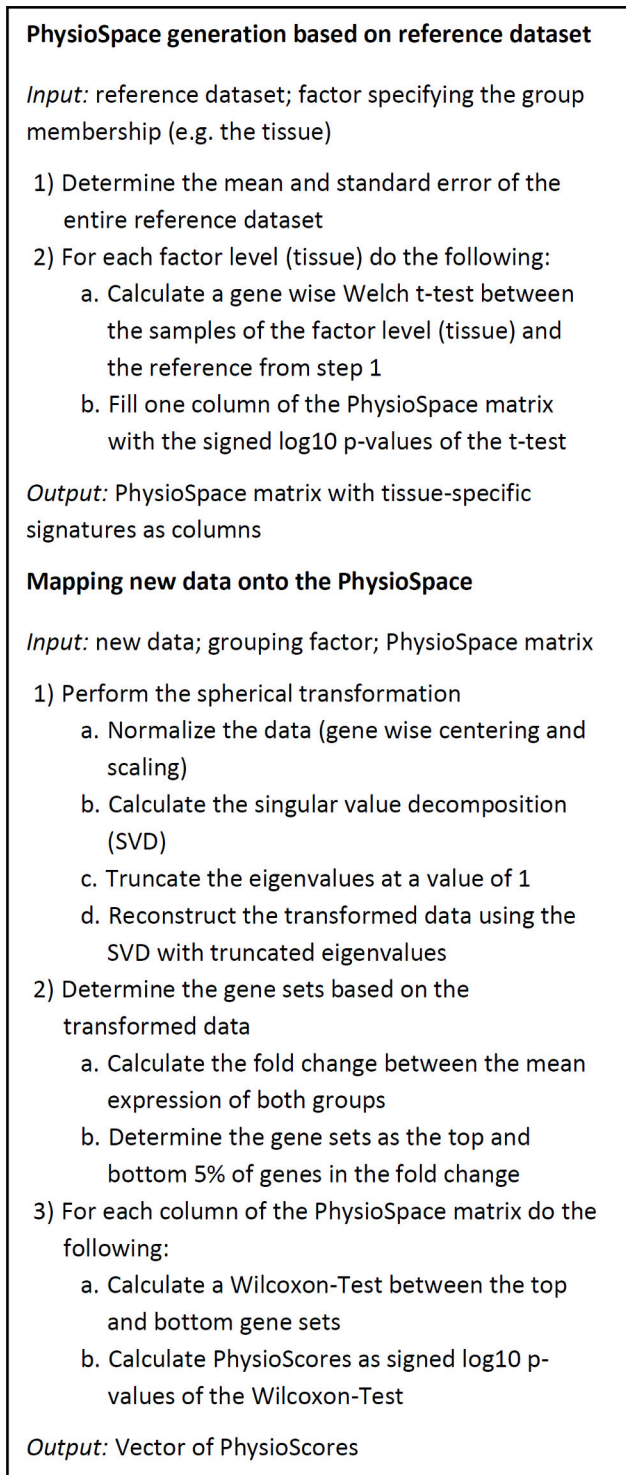 PhysioSpace generation based on reference dataset
Input: reference dataset; factor specifying the group
membership (e.g. the tissue)
1) Determine the mean and standard error of the
entire reference dataset
2) For each factor level (tissue) do the following:
a. Calculate a gene wise Welch t-test between
the samples of the factor level (tissue) and
the reference from step 1
b. Fill one column of the PhysioSpace matrix
with the signed log10 p-values of the t-test
Output: PhysioSpace matrix with tissue-specific
signatures as columns
Mapping new data onto the PhysioSpace
Input: new data; grouping factor; PhysioSpace matrix
1) Perform the spherical transformation
a. Normalize the data (gene wise centering and
scaling)
b. Calculate the singular value decomposition
(SVD)
c. Truncate the eigenvalues at a value of 1
d. Reconstruct the transformed data using the
SVD with truncated eigenvalues
2) Determine the gene sets based on the
transformed data
a. Calculate the fold change between the mean
expression of both groups
b. Determine the gene sets as the top and
bottom 5% of genes in the fold change
3) For each column of the PhysioSpace matrix do the
following:
a. Calculate a Wilcoxon-Test between the top
and bottom gene sets
b. Calculate PhysioScores as signed log10 p-
values of the Wilcoxon-Test
Output: Vector of PhysioScores